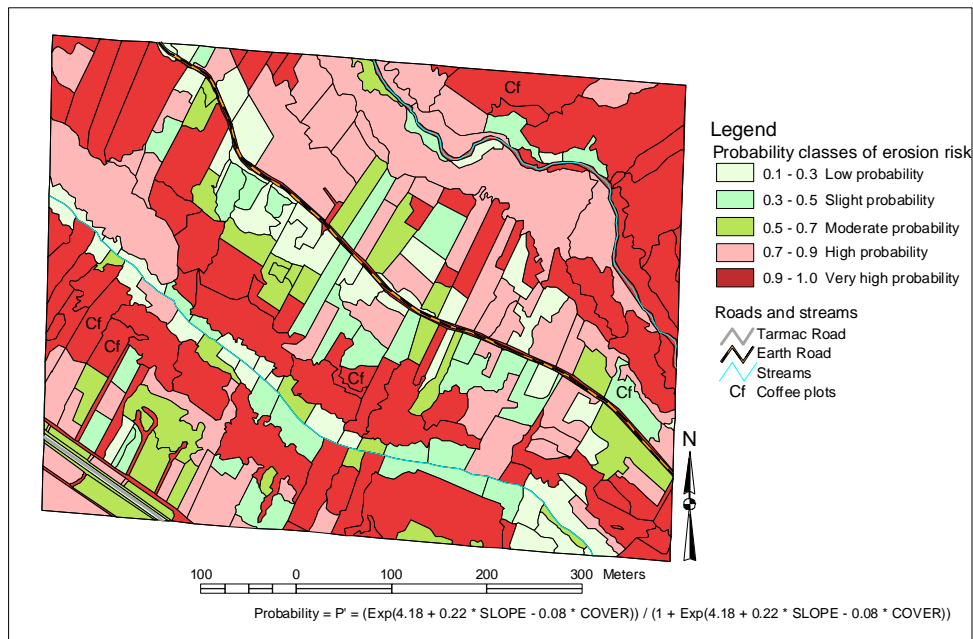 Cf
Legend
Probability classes of erosion risk
0.1 - 0.3 Low probability
0.3 - 0.5 Slight probability
0.5 - 0.7 Moderate probability
0.7 - 0.9 High probability
0.9 - 1.0 Very high probability
Roads and streams
Tarmac Road
Earth Road
Streams
Cf Coffee plots
Cf
Cf
Cf
Cf
N
100 0 100 200 300 Meters
Probability = P' = (Exp(4.18 + 0.22 * SLOPE - 0.08 * COVER)) / (1 + Exp(4.18 + 0.22 * SLOPE - 0.08 * COVER))